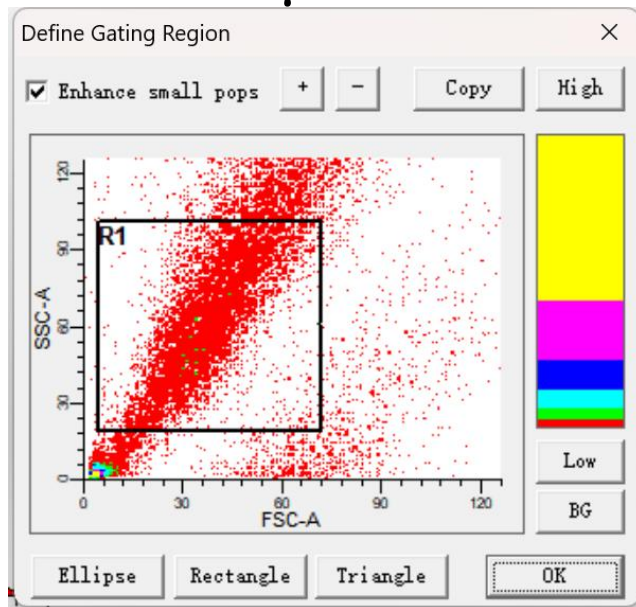 Define Gating Region
Enhance small pops + - Copy High
R1
120
90
60
30
0
SSC-A
0 30 60 90 120
FSC-A
Low
BG
Ellipse Rectangle Triangle OK